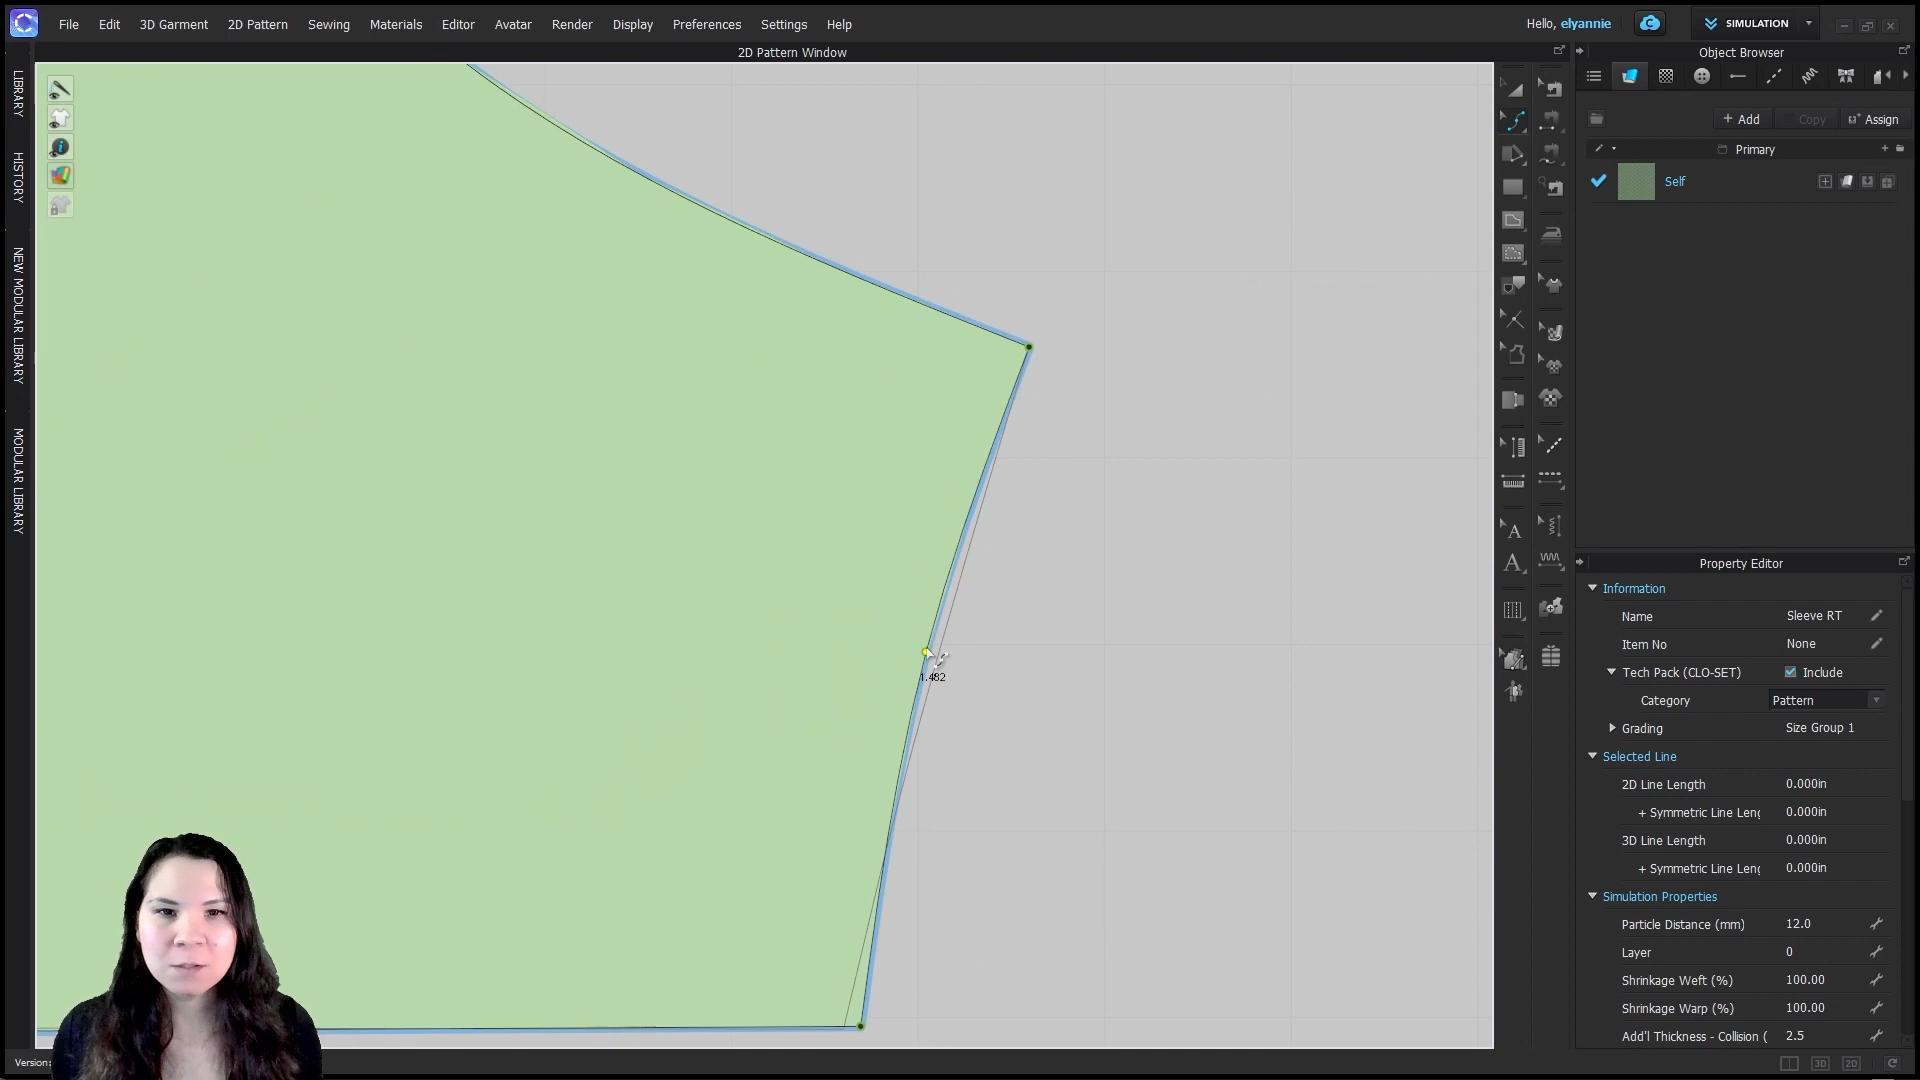 File Edit 3D Garment 2D Pattern Sewing Materials Editor Avatar Render Display Preferences Settings Help
Hello, elyannie
SIMULATION
2D Pattern Window
Object Browser
LIBRARY
HISTORY
NEW MODULAR LIBRARY
MODULAR LIBRARY
+ Add Copy Assign
Primary
Self
1.482
A
A
Property Editor
Information
Name Sleeve RT
Item No None
Tech Pack (CLO-SET) Include
Category Pattern
Grading Size Group 1
Selected Line
2D Line Length 0.000in
+ Symmetric Line Leng 0.000in
3D Line Length 0.000in
+ Symmetric Line Leng 0.000in
Simulation Properties
Particle Distance (mm) 12.0
Layer 0
Shrinkage Weft (%) 100.00
Shrinkage Warp (%) 100.00
Add'l Thickness - Collision ( 2.5
Version:
3D 2D